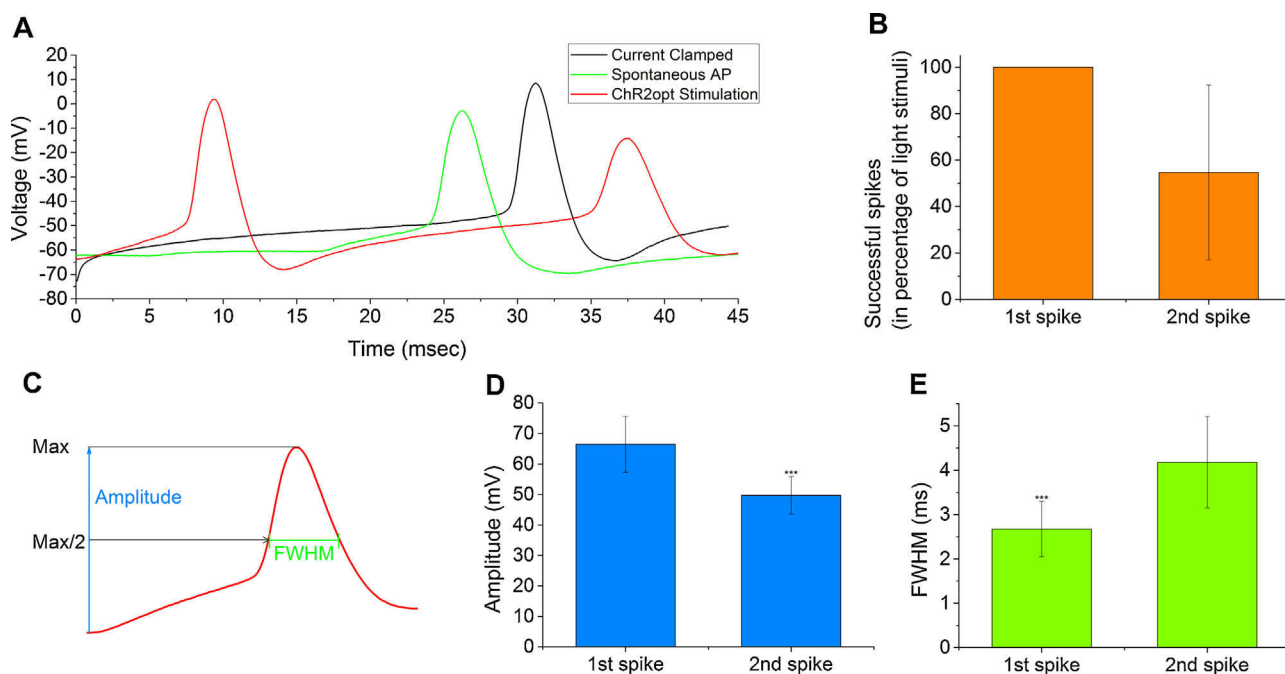 A
20
10
0
-10
-20
-30
-40
-50
-60
-70
-80
Voltage (mV)
Current Clamped
Spontaneous AP
ChR2opt Stimulation
0
5
10
15
20
25
30
35
40
45
Time (msec)
B
100
80
60
40
20
0
Successful spikes
(in percentage of light stimuli)
1st spike
2nd spike
C
Max
Amplitude
Max/2
FWHM
D
80
70
60
50
40
30
20
10
0
Amplitude (mV)
***
1st spike
2nd spike
E
5
4
3
2
1
0
FWHM (ms)
***
1st spike
2nd spike